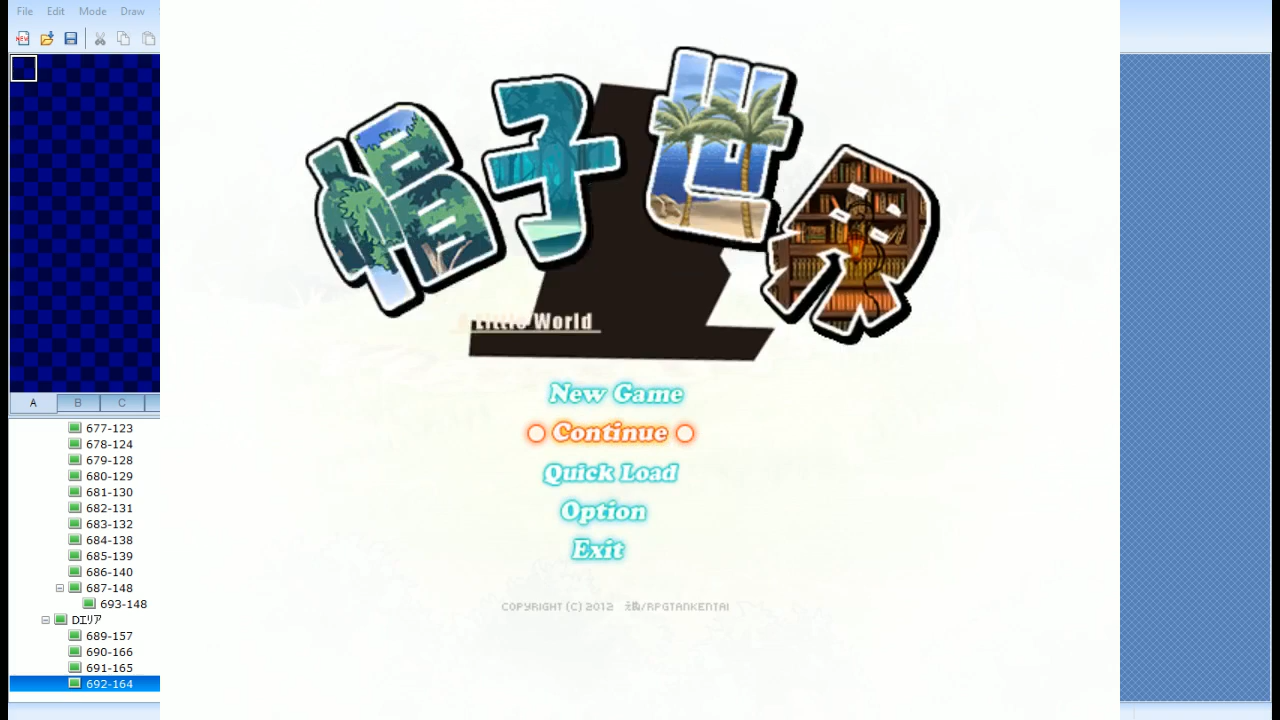 File Edit Mode Draw
帽子世界
A Little World
New Game
Continue
Quick Load
Option
Exit
COPYRIGHT (C) 2012
/RPGTANKENTAI
A B C
677-123
678-124
679-128
680-129
681-130
682-131
683-132
684-138
685-139
686-140
687-148
693-148
Dエリア
689-157
690-166
691-165
692-164